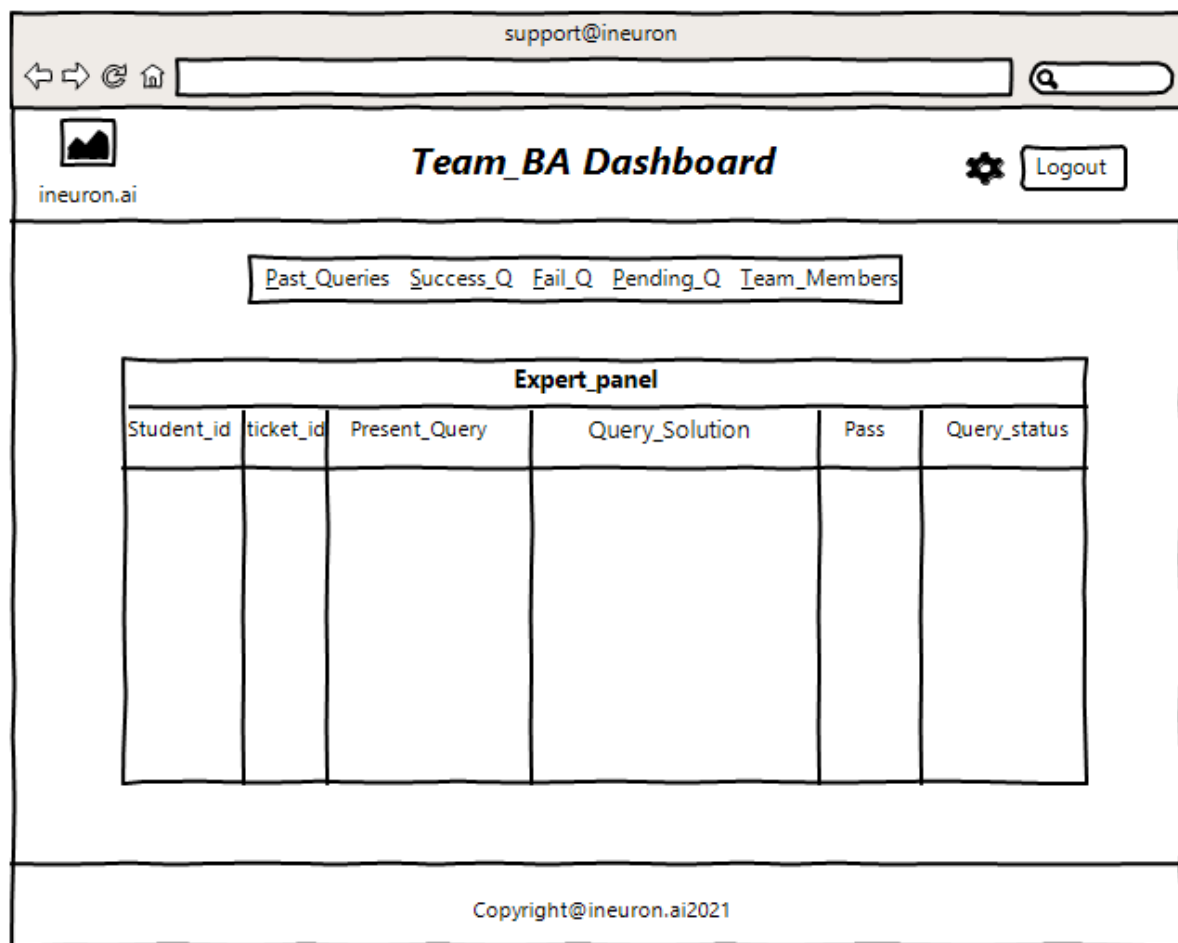 support@ineuron
ineuron.ai
Team_BA Dashboard
Logout
Past_Queries Success_Q Fail_Q Pending_Q Team_Members
Expert_panel
Student_id ticket_id Present_Query Query_Solution Pass Query_status
Copyright@ineuron.ai2021